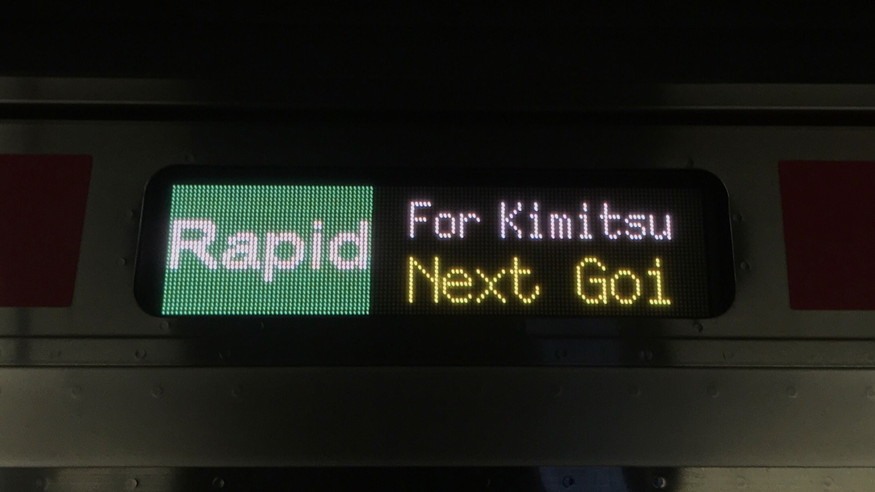 Rapid
For Kimitsu
Next Goi